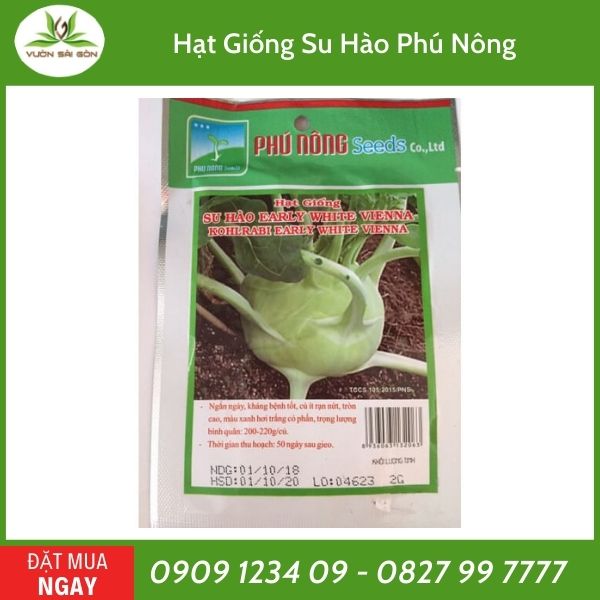 VƯỜN SÀI GÒN
Hạt Giống Su Hào Phú Nông
PHÚ NÔNG Seeds Co.,Ltd
PHU NONG Seeds
Hạt Giống
SU HÀO EARLY WHITE VIENNA
KOHLRABI EARLY WHITE VIENNA
TCCS 101:2015/PNS
- Ngắn ngày, kháng bệnh tốt, củ ít rạn nứt, tròn
cao, màu xanh hơi trắng có phấn, trọng lượng
bình quân: 200-220g/củ.
- Thời gian thu hoạch: 50 ngày sau gieo.
8 936063 132063
KHỐI LƯỢNG TỊNH
NDG:01/10/18
HSD:01/10/20 LO:04623 2G
ĐẶT MUA
NGAY
0909 1234 09 - 0827 99 7777